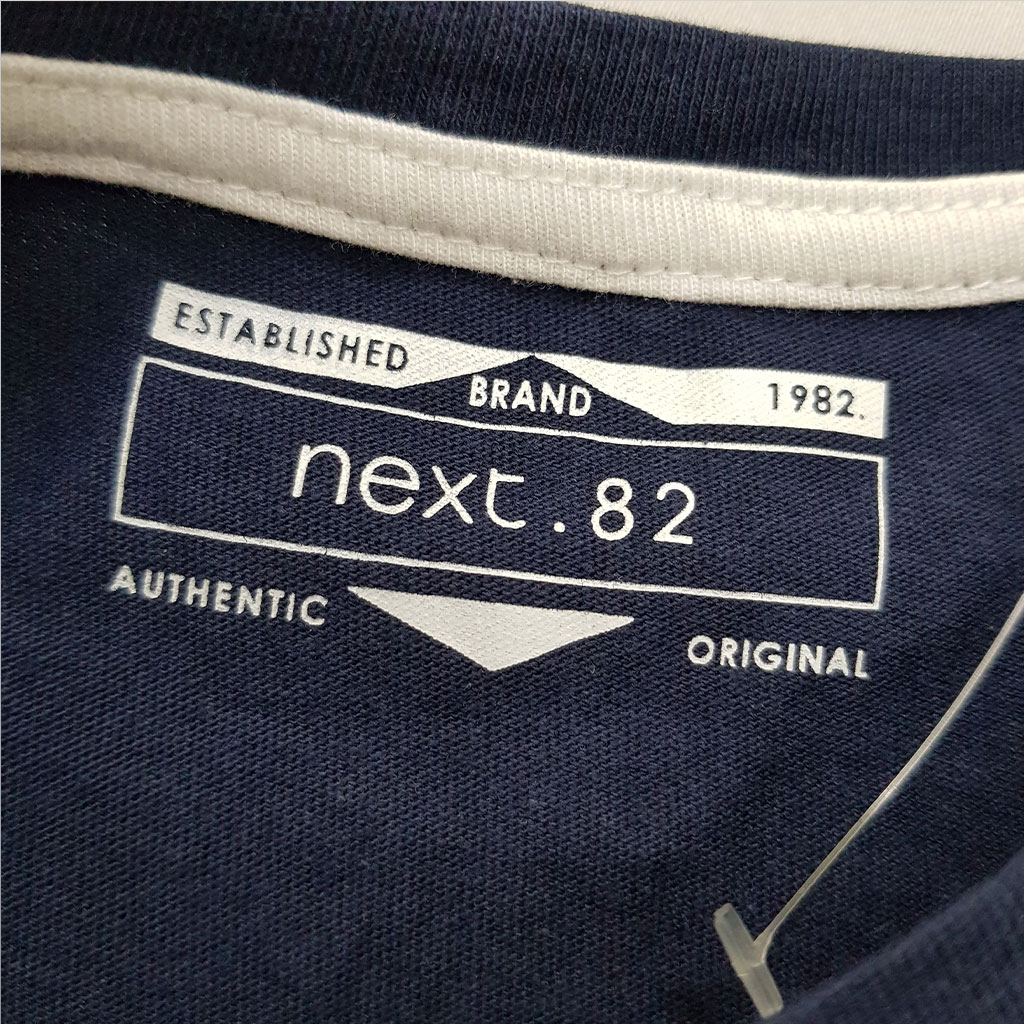 ESTABLISHED BRAND 1982.
next.82
AUTHENTIC ORIGINAL